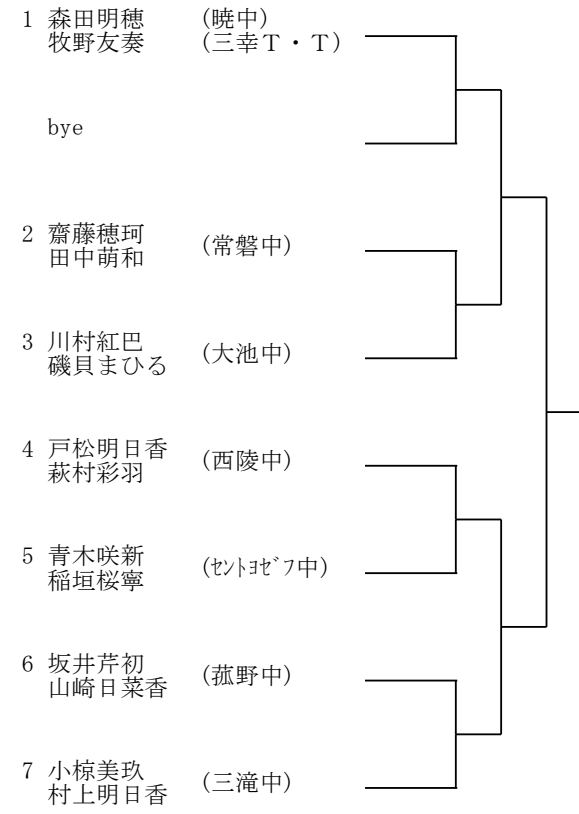 1 森田明穂 (暁中)
牧野友奏 (三幸Ｔ・Ｔ)
bye
2 齋藤穂珂
田中萌和 (常磐中)
3 川村紅巴
磯貝まひる (大池中)
4 戸松明日香
萩村彩羽 (西陵中)
5 青木咲新
稲垣桜寧 (ｾﾝﾄﾖｾﾞﾌ中)
6 坂井芹初
山崎日菜香 (菰野中)
7 小椋美玖
村上明日香 (三滝中)